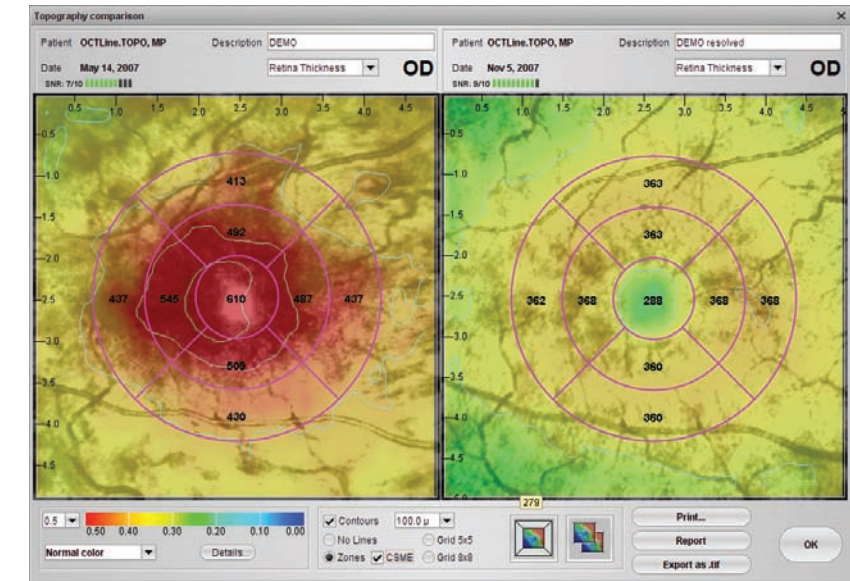 Topography comparison
Patient OCTLine.TOPO, MP Description DEMO
Date May 14, 2007 Retina Thickness OD
SNR: 7/10
Patient OCTLine.TOPO, MP Description DEMO resolved
Date Nov 5, 2007 Retina Thickness OD
SNR: 9/10
0.5 1.0 1.5 2.0 2.5 3.0 3.5 4.0 4.5
-0.5
-1.0
-1.5
-2.0
-2.5
-3.0
-3.5
-4.0
-4.5
413
492
437 545 610 487 437
509
430
0.5 1.0 1.5 2.0 2.5 3.0 3.5 4.0 4.5
-0.5
-1.0
-1.5
-2.0
-2.5
-3.0
-3.5
-4.0
-4.5
363
363
362 368 288 368 368
360
360
279
0.5
0.50 0.40 0.30 0.20 0.10 0.00
Normal color Details
Contours 100.0 µ
No Lines Grid 5x5
Zones CSME Grid 8x8
Print...
Report
Export as .tif
OK